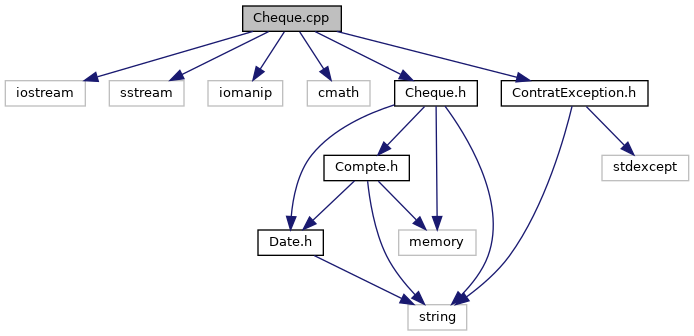 Cheque.cpp
iostream
sstream
iomanip
cmath
Cheque.h
ContratException.h
Compte.h
stdexcept
Date.h
memory
string